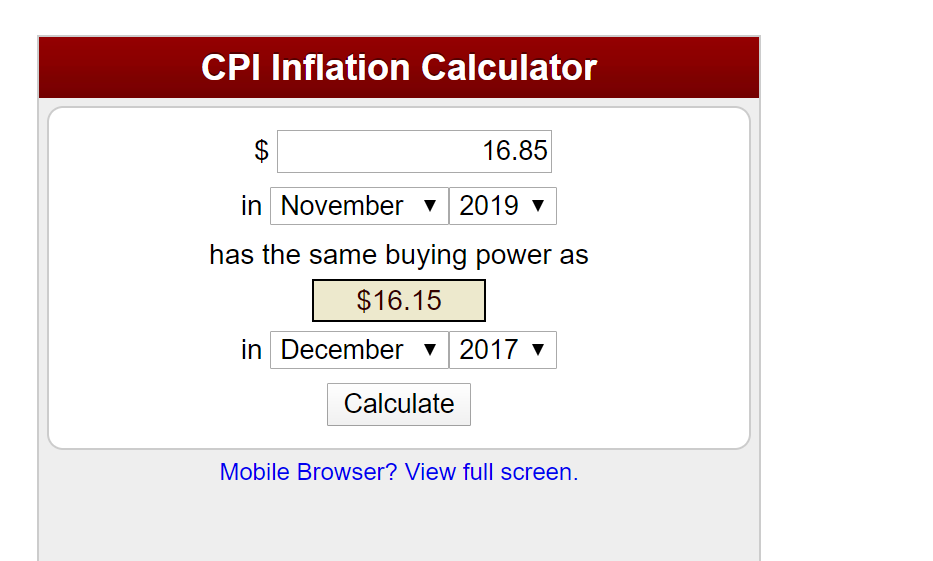 CPI Inflation Calculator
$ 16.85
in November ▼ 2019 ▼
has the same buying power as
$16.15
in December ▼ 2017 ▼
Calculate
Mobile Browser? View full screen.